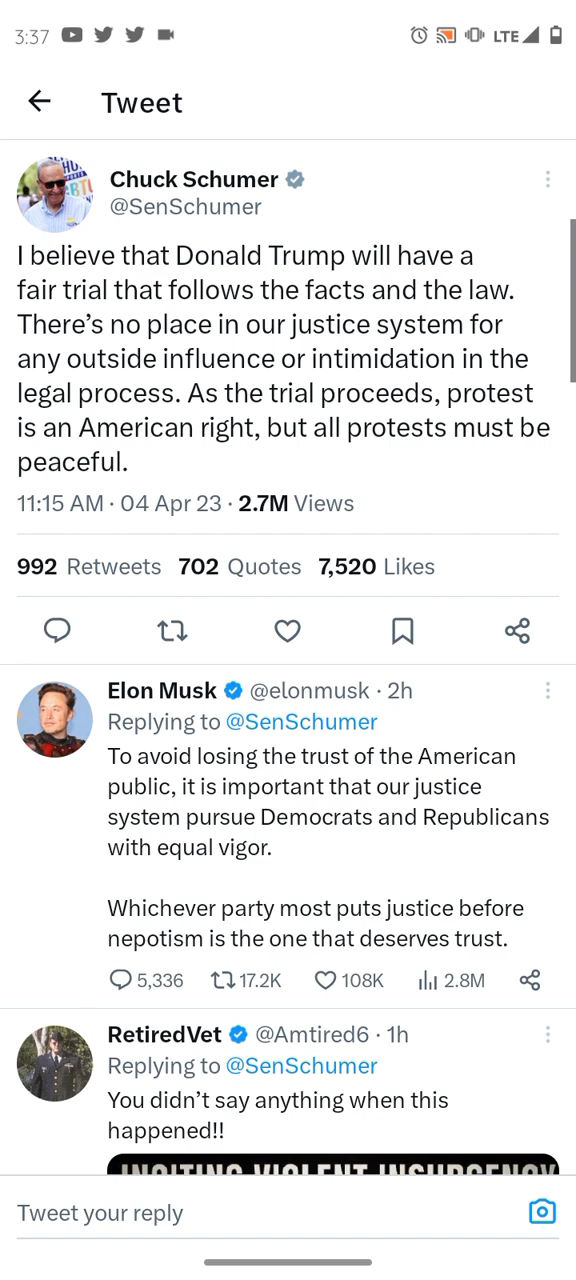 3:37
LTE
Tweet
Chuck Schumer
@SenSchumer
I believe that Donald Trump will have a
fair trial that follows the facts and the law.
There’s no place in our justice system for
any outside influence or intimidation in the
legal process. As the trial proceeds, protest
is an American right, but all protests must be
peaceful.
11:15 AM · 04 Apr 23 · 2.7M Views
992 Retweets 702 Quotes 7,520 Likes
Elon Musk @elonmusk · 2h
Replying to @SenSchumer
To avoid losing the trust of the American
public, it is important that our justice
system pursue Democrats and Republicans
with equal vigor.
Whichever party most puts justice before
nepotism is the one that deserves trust.
5,336 17.2K 108K 2.8M
RetiredVet @Amtired6 · 1h
Replying to @SenSchumer
You didn’t say anything when this
happened!!
INCITING VIOLENT INSURGENCY
Tweet your reply